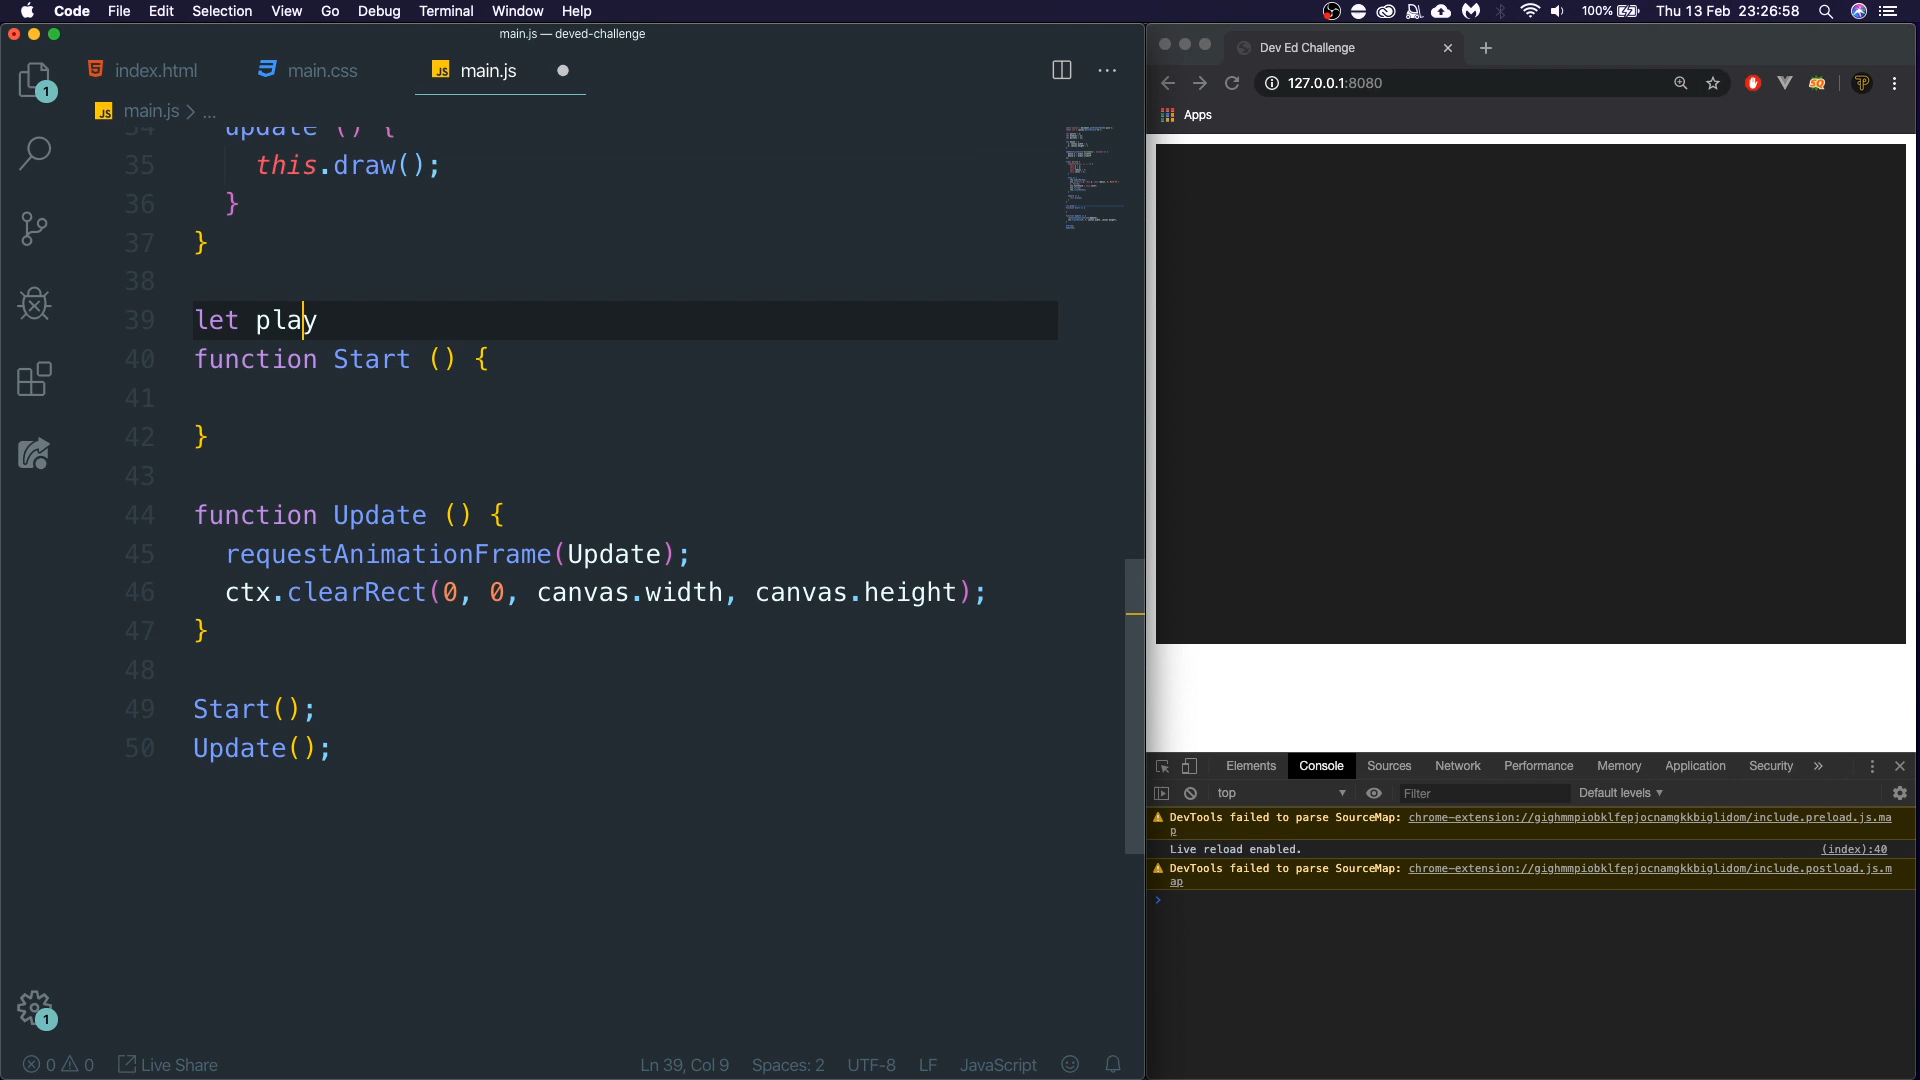 Code File Edit Selection View Go Debug Terminal Window Help
100% Thu 13 Feb 23:26:58
main.js — deved-challenge
index.html main.css main.js
main.js > ...
34 update () {
35 this.draw();
36 }
37 }
38
39 let play
40 function Start () {
41
42 }
43
44 function Update () {
45 requestAnimationFrame(Update);
46 ctx.clearRect(0, 0, canvas.width, canvas.height);
47 }
48
49 Start();
50 Update();
1
1
0 0 Live Share Ln 39, Col 9 Spaces: 2 UTF-8 LF JavaScript
Dev Ed Challenge
127.0.0.1:8080
Apps
Elements Console Sources Network Performance Memory Application Security »
top Filter Default levels
DevTools failed to parse SourceMap: chrome-extension://gighmmpiobklfepjocnamgkkbiglidom/include.preload.js.ma
p
Live reload enabled. (index):40
DevTools failed to parse SourceMap: chrome-extension://gighmmpiobklfepjocnamgkkbiglidom/include.postload.js.m
ap
>